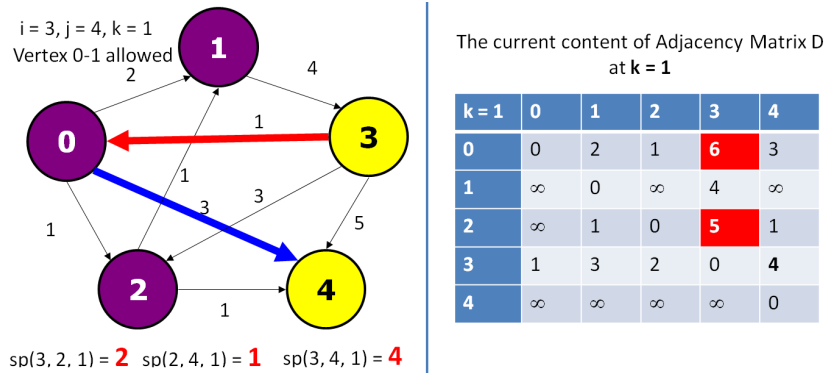 i = 3, j = 4, k = 1
Vertex 0-1 allowed
1
2
4
0
1
3
1
3
3
1
5
2
1
4
sp(3, 2, 1) = 2 sp(2, 4, 1) = 1 sp(3, 4, 1) = 4
The current content of Adjacency Matrix D
at k = 1
k = 1 0 1 2 3 4
0 0 2 1 6 3
1 ∞ 0 ∞ 4 ∞
2 ∞ 1 0 5 1
3 1 3 2 0 4
4 ∞ ∞ ∞ ∞ 0